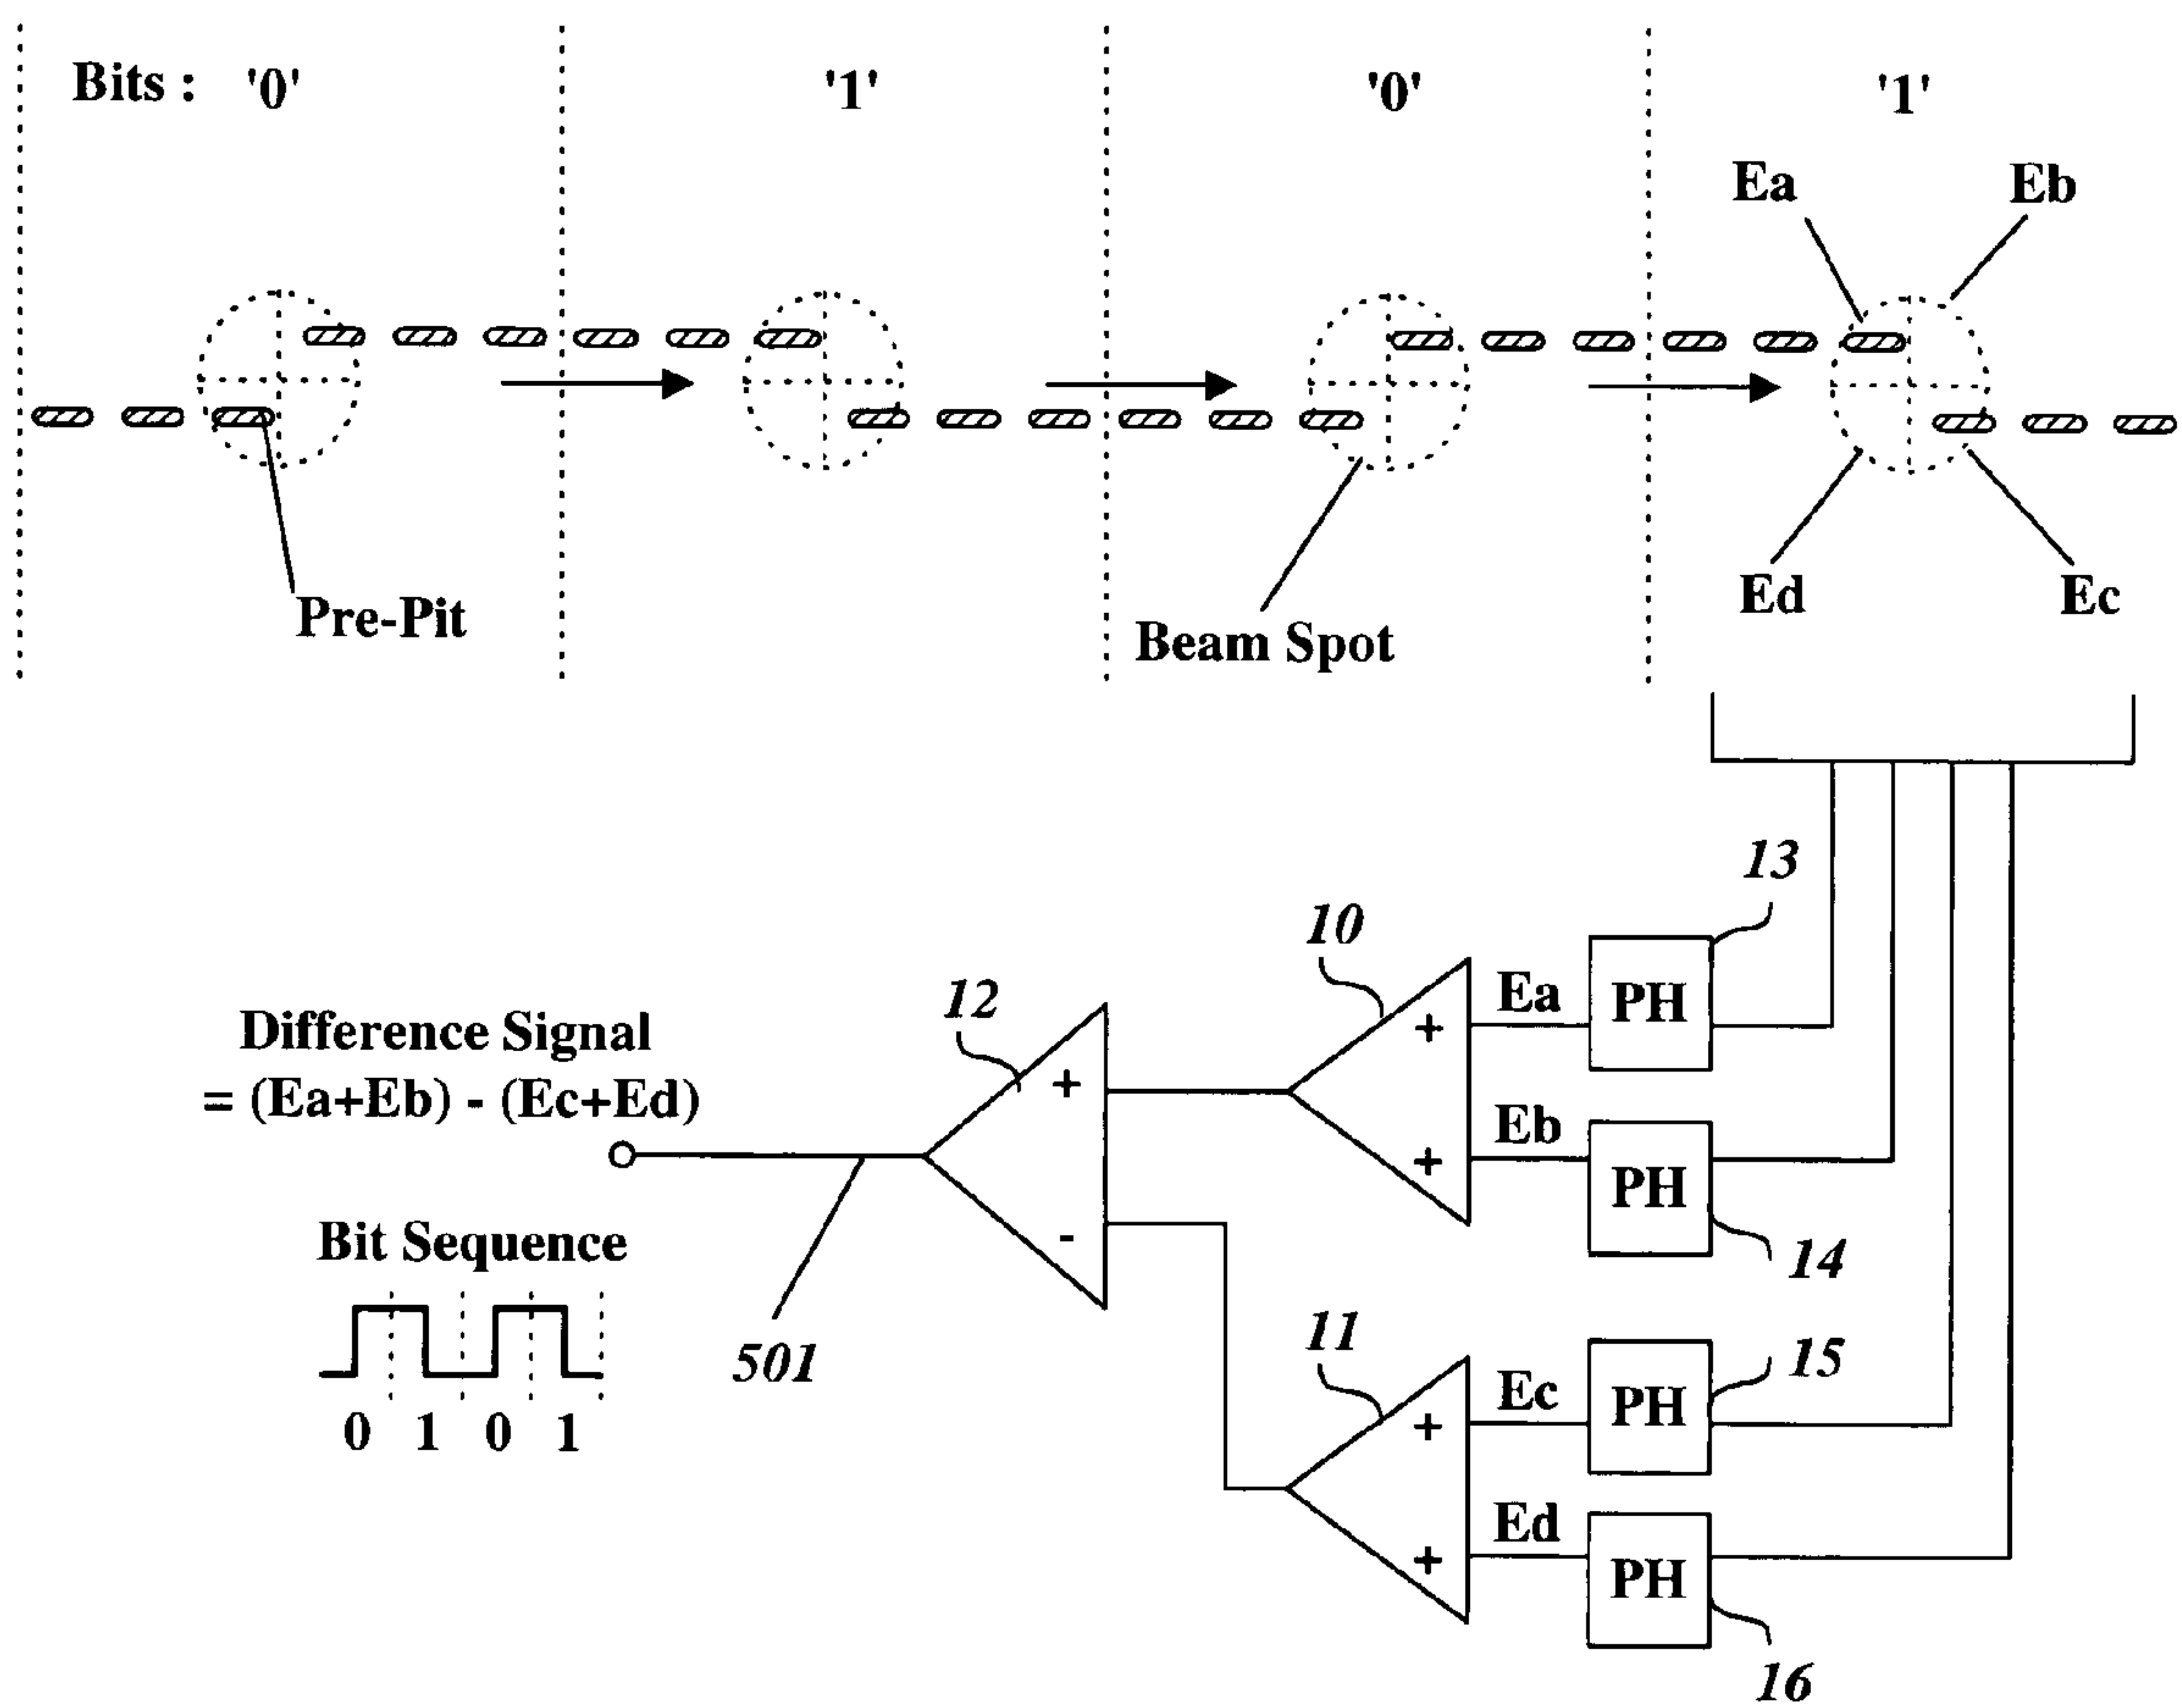 Bits : '0' '1' '0' '1'
Ea Eb
Pre-Pit
Beam Spot
Ed Ec
13
10
12
Ea
PH
Difference Signal
= (Ea+Eb) - (Ec+Ed)
+
+
Eb
+
PH
-
14
Bit Sequence
0 1 0 1
501
11
15
Ec
PH
+
Ed
+
PH
16